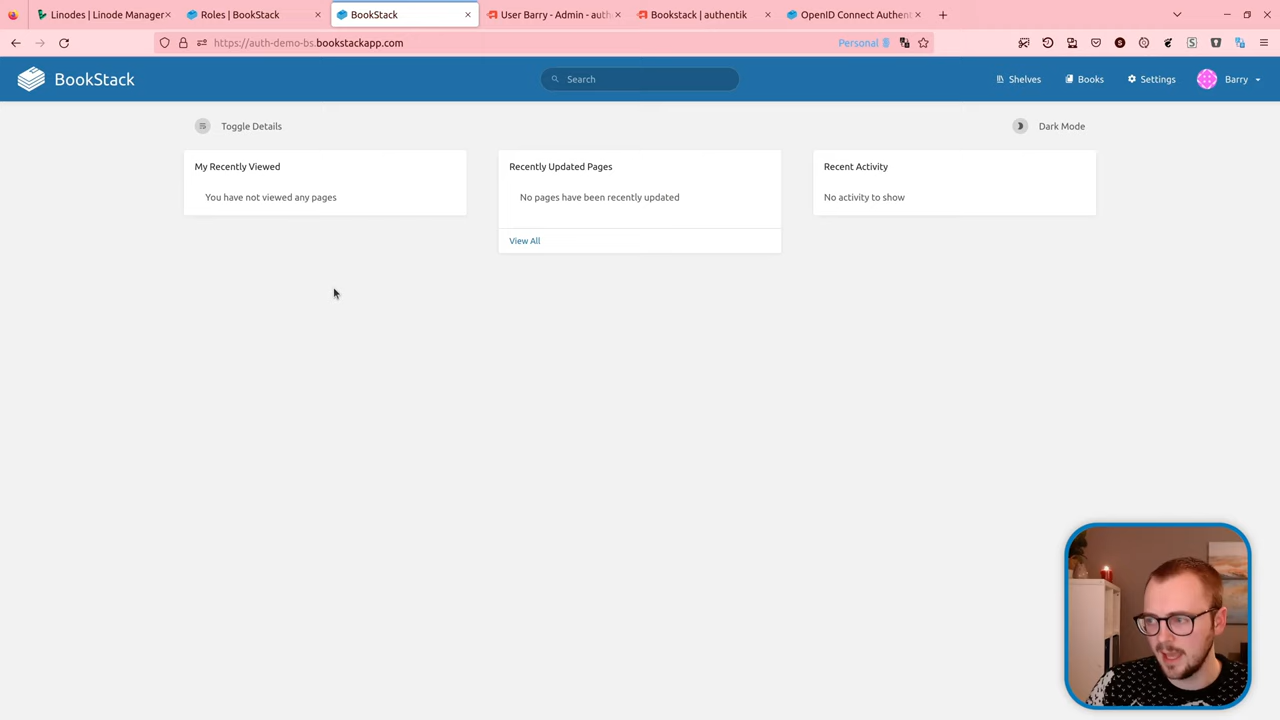 Linodes | Linode Manager
Roles | BookStack
BookStack
User Barry - Admin - auth
Bookstack | authentik
OpenID Connect Authent
https://auth-demo-bs.bookstackapp.com
Personal
BookStack
Search
Shelves
Books
Settings
Barry
Toggle Details
Dark Mode
My Recently Viewed
Recently Updated Pages
Recent Activity
You have not viewed any pages
No pages have been recently updated
No activity to show
View All